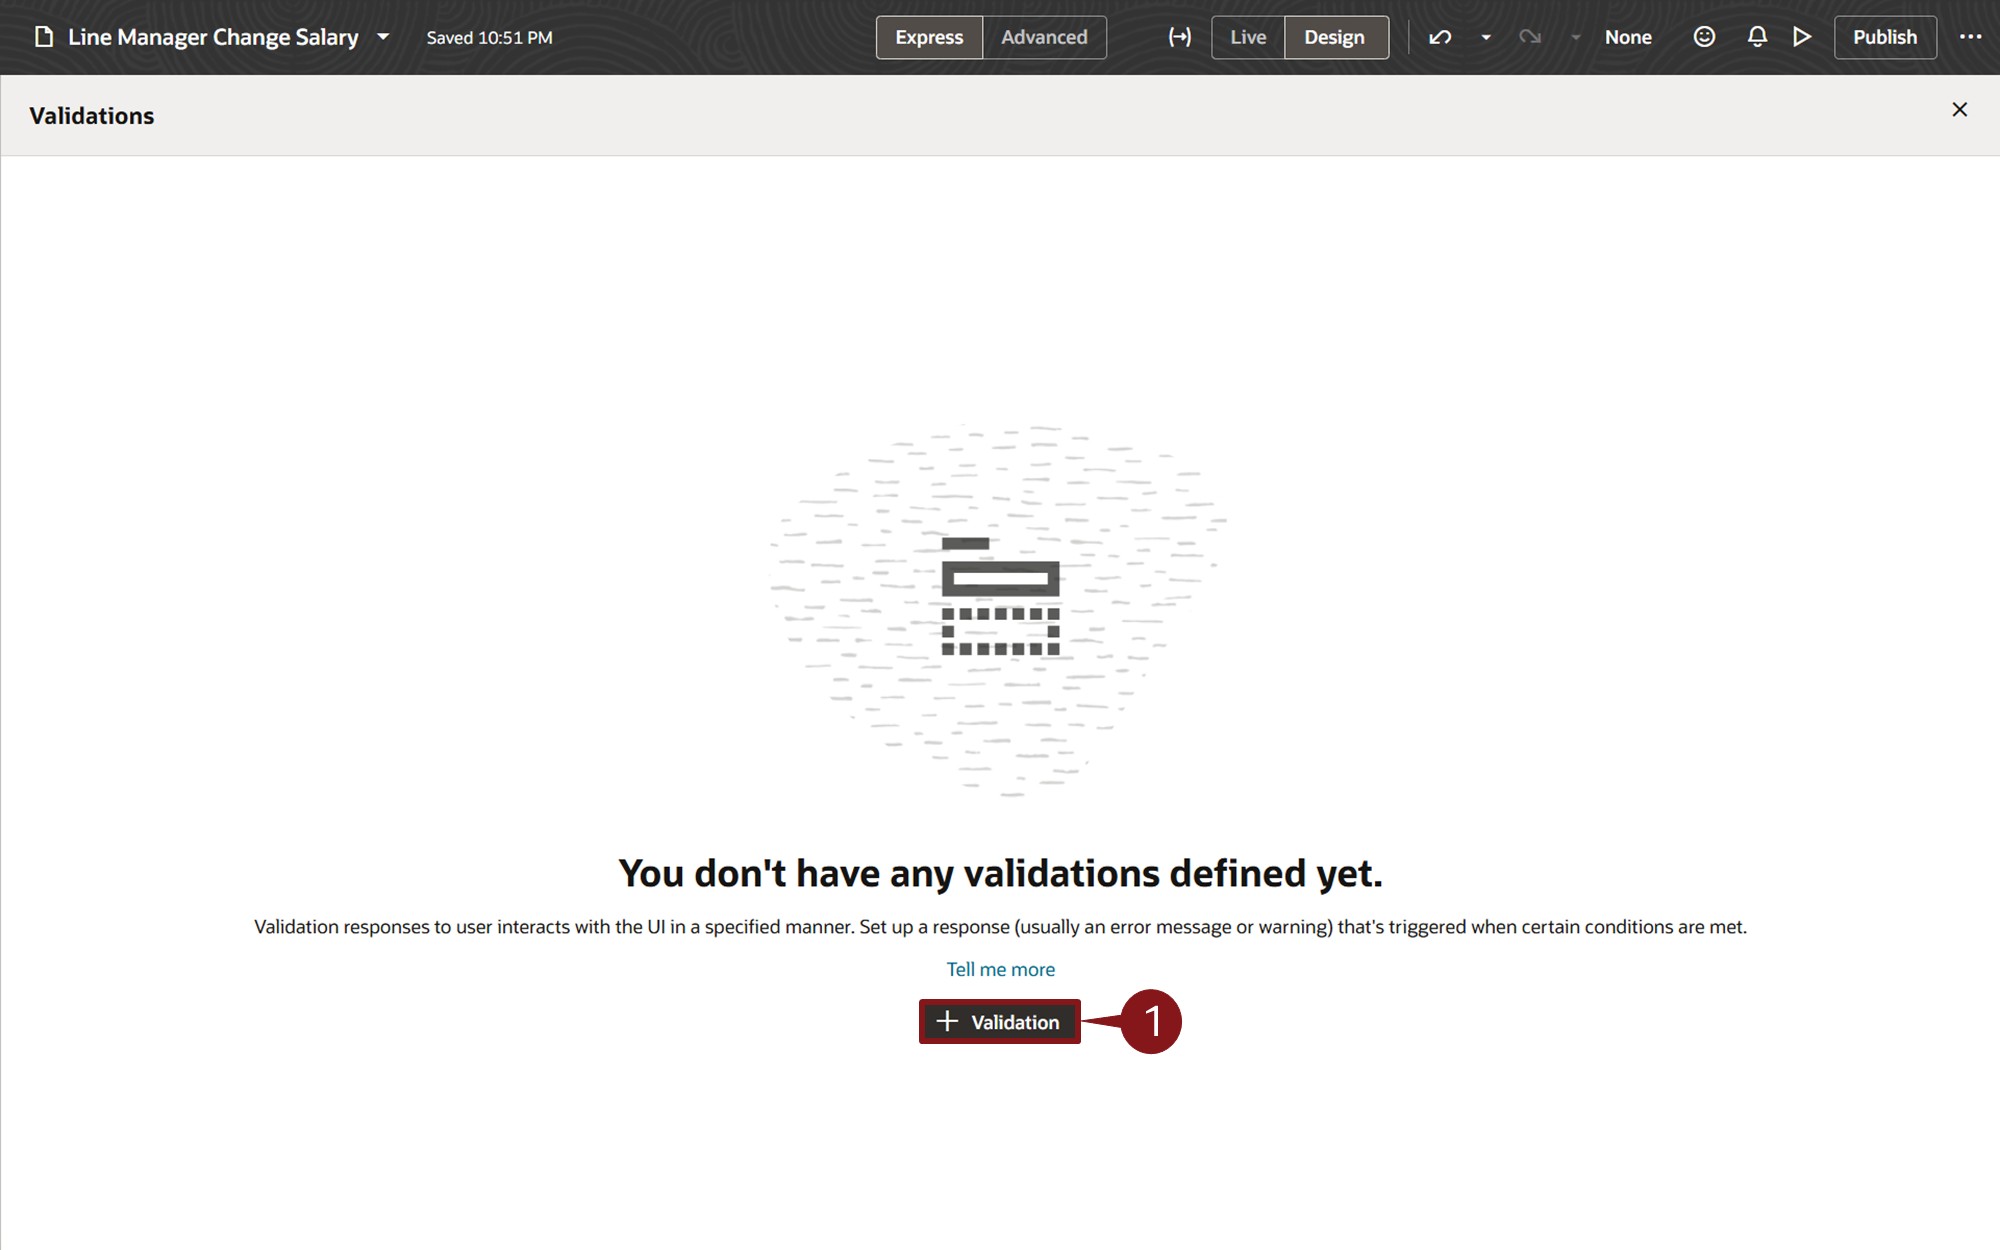 Line Manager Change Salary
Saved 10:51 PM
Express
Advanced
Live
Design
None
Publish
Validations
You don't have any validations defined yet.
Validation responses to user interacts with the UI in a specified manner. Set up a response (usually an error message or warning) that's triggered when certain conditions are met.
Tell me more
+ Validation
1